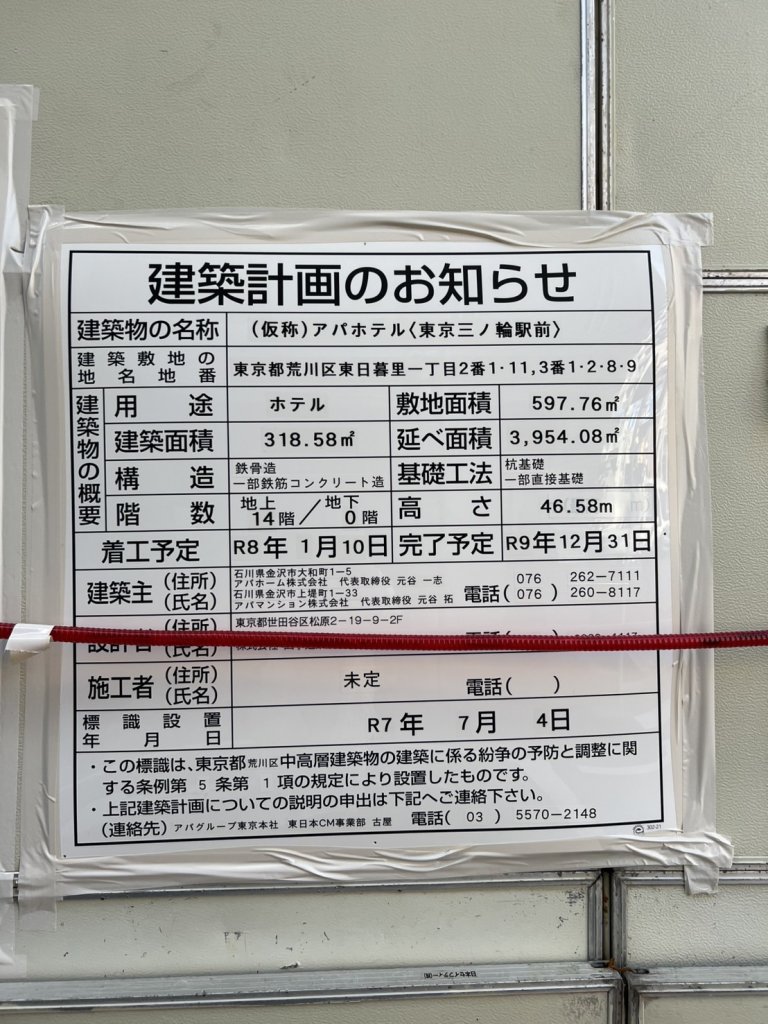 建築計画のお知らせ
建築物の名称 (仮称)アパホテル〈東京三ノ輪駅前〉
建築敷地の地名地番 東京都荒川区東日暮里一丁目2番1・11,3番1・2・8・9
建築物の概要
用途 ホテル 敷地面積 597.76㎡
建築面積 318.58㎡ 延べ面積 3,954.08㎡
構造 鉄骨造 一部鉄筋コンクリート造 基礎工法 杭基礎 一部直接基礎
階数 地上14階/地下0階 高さ 46.58m
着工予定 R8年 1月10日 完了予定 R9年12月31日
建築主(住所)(氏名)
石川県金沢市大和町1-5
アパホーム株式会社 代表取締役 元谷 一志
石川県金沢市上堤町1-33
アパマンション株式会社 代表取締役 元谷 拓
電話(076)262-7111
(076)260-8117
設計者(住所)(氏名) 東京都世田谷区松原2-19-9-2F
施工者(住所)(氏名) 未定 電話( )
標識設置年月日 R7年 7月 4日
・この標識は、東京都荒川区中高層建築物の建築に係る紛争の予防と調整に関
する条例第 5 条第 1 項の規定により設置したものです。
・上記建築計画についての説明の申出は下記へご連絡下さい。
(連絡先)アパグループ東京本社 東日本CM事業部 古屋 電話(03)5570-2148
302-21
日本セイフティー(株)